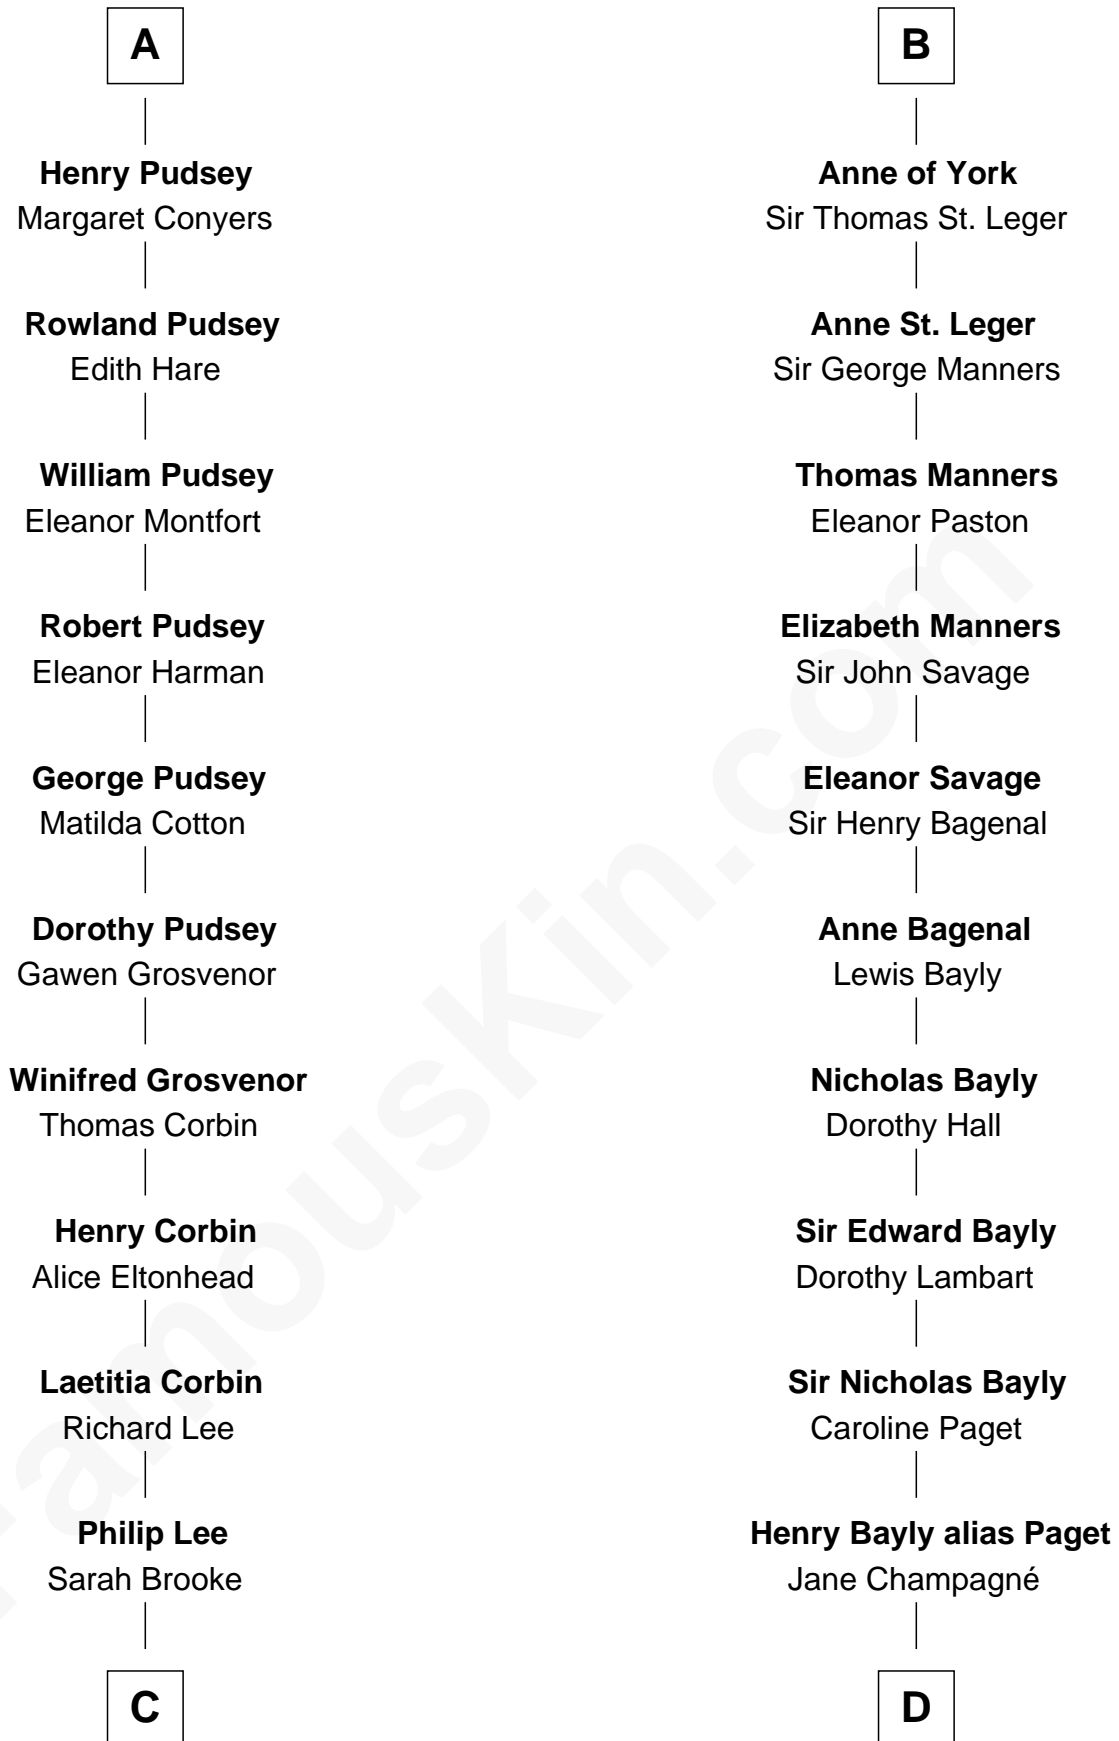 A
Henry Pudsey
Margaret Conyers
Rowland Pudsey
Edith Hare
William Pudsey
Eleanor Montfort
Robert Pudsey
Eleanor Harman
George Pudsey
Matilda Cotton
Dorothy Pudsey
Gawen Grosvenor
Winifred Grosvenor
Thomas Corbin
Henry Corbin
Alice Eltonhead
Laetitia Corbin
Richard Lee
Philip Lee
Sarah Brooke
C
B
Anne of York
Sir Thomas St. Leger
Anne St. Leger
Sir George Manners
Thomas Manners
Eleanor Paston
Elizabeth Manners
Sir John Savage
Eleanor Savage
Sir Henry Bagenal
Anne Bagenal
Lewis Bayly
Nicholas Bayly
Dorothy Hall
Sir Edward Bayly
Dorothy Lambart
Sir Nicholas Bayly
Caroline Paget
Henry Bayly alias Paget
Jane Champagné
D
FamousKin.com